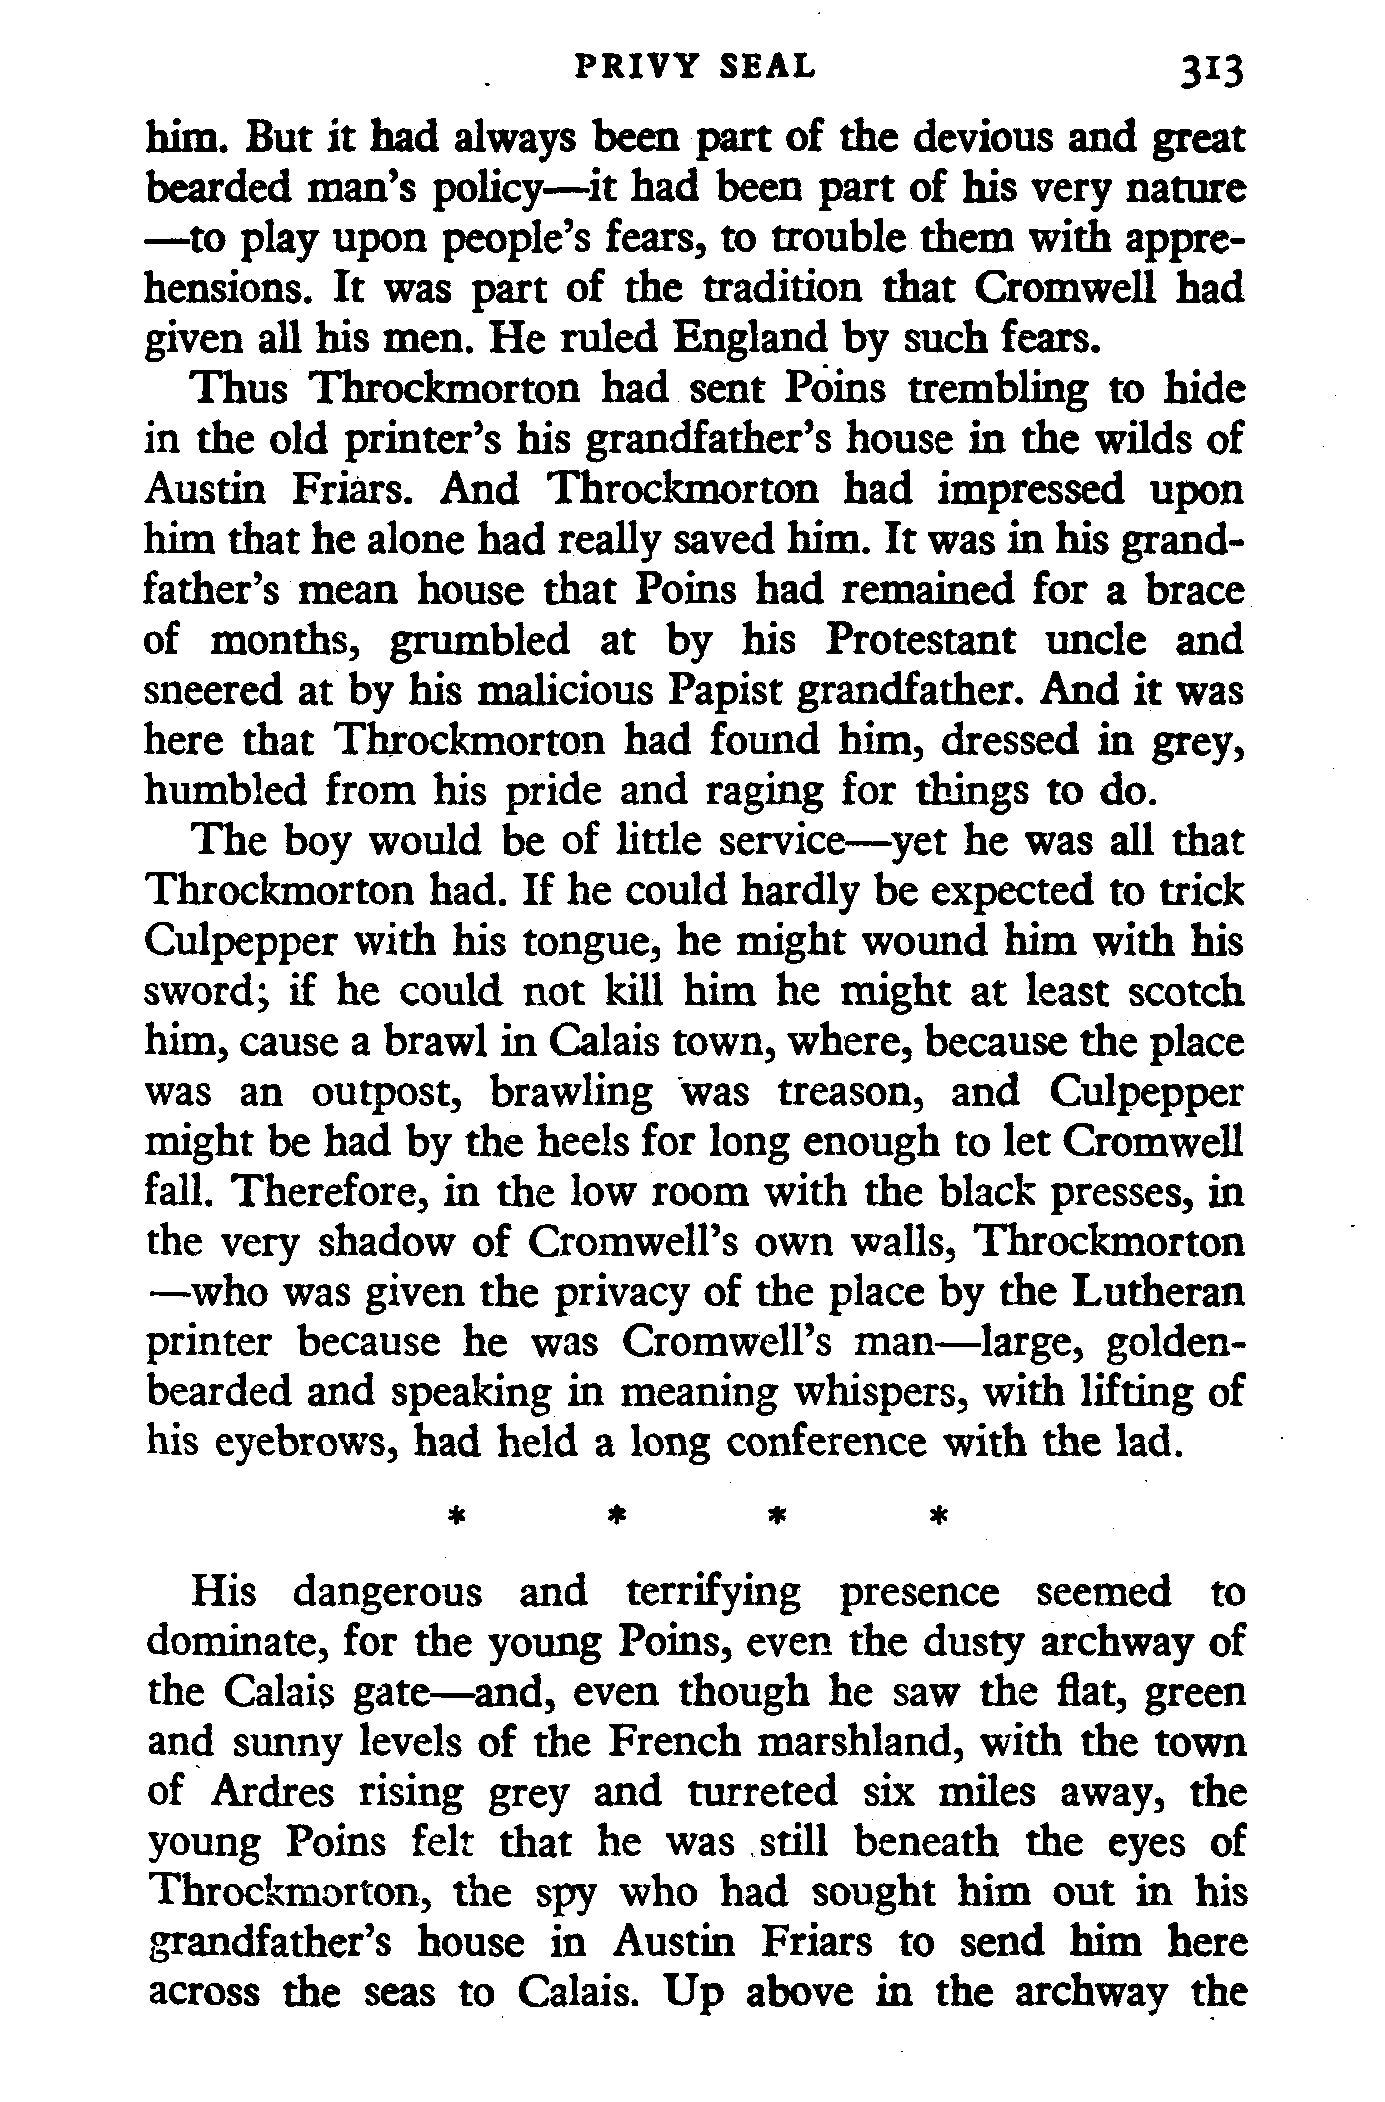 PRIVY SEAL 313
him. But it had always been part of the devious and great
bearded man's policy—it had been part of his very nature
—to play upon people's fears, to trouble them with appre-
hensions. It was part of the tradition that Cromwell had
given all his men. He ruled England by such fears.
Thus Throckmorton had sent Poins trembling to hide
in the old printer's his grandfather's house in the wilds of
Austin Friars. And Throckmorton had impressed upon
him that he alone had really saved him. It was in his grand-
father's mean house that Poins had remained for a brace
of months, grumbled at by his Protestant uncle and
sneered at by his malicious Papist grandfather. And it was
here that Throckmorton had found him, dressed in grey,
humbled from his pride and raging for things to do.
The boy would be of little service—yet he was all that
Throckmorton had. If he could hardly be expected to trick
Culpepper with his tongue, he might wound him with his
sword; if he could not kill him he might at least scotch
him, cause a brawl in Calais town, where, because the place
was an outpost, brawling was treason, and Culpepper
might be had by the heels for long enough to let Cromwell
fall. Therefore, in the low room with the black presses, in
the very shadow of Cromwell's own walls, Throckmorton
—who was given the privacy of the place by the Lutheran
printer because he was Cromwell's man—large, golden-
bearded and speaking in meaning whispers, with lifting of
his eyebrows, had held a long conference with the lad.
* * * *
His dangerous and terrifying presence seemed to
dominate, for the young Poins, even the dusty archway of
the Calais gate—and, even though he saw the flat, green
and sunny levels of the French marshland, with the town
of Ardres rising grey and turreted six miles away, the
young Poins felt that he was still beneath the eyes of
Throckmorton, the spy who had sought him out in his
grandfather's house in Austin Friars to send him here
across the seas to Calais. Up above in the archway the